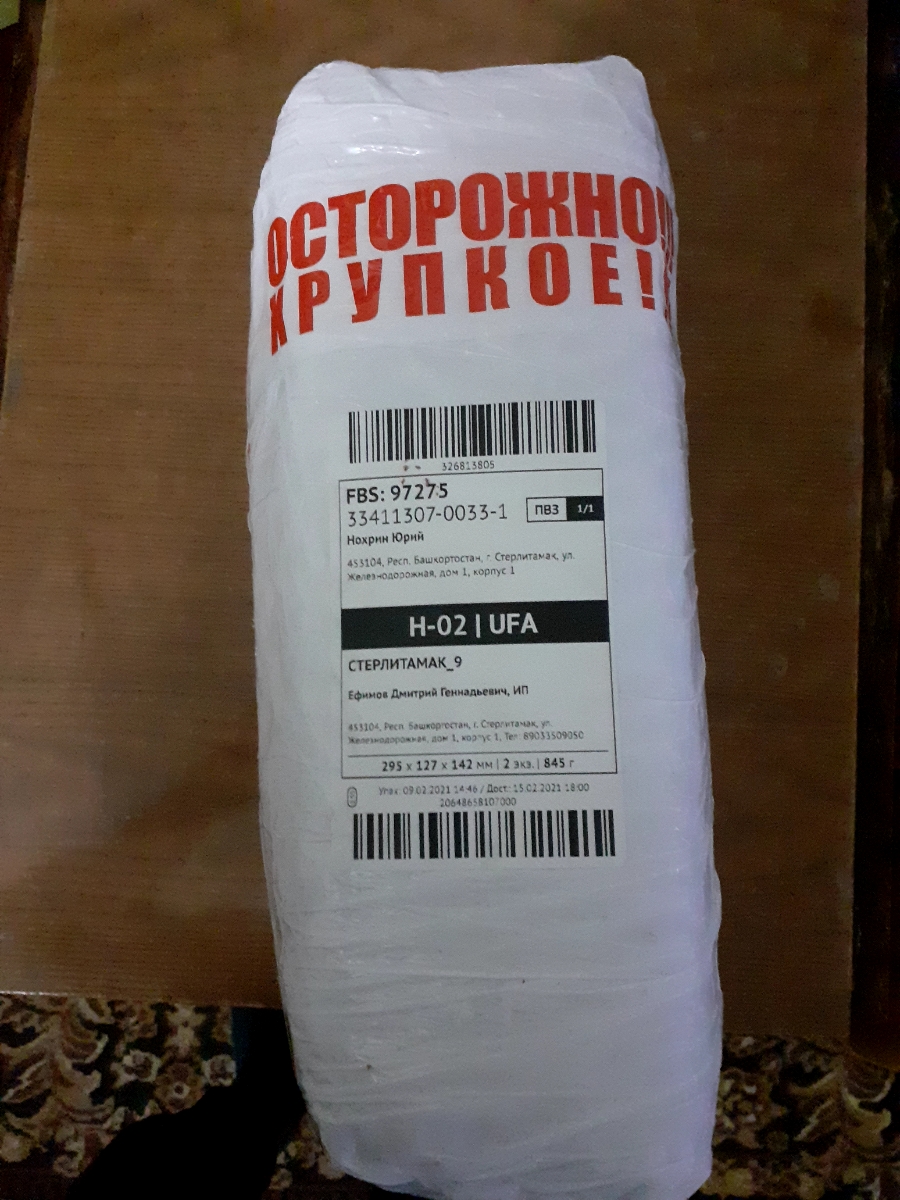 ОСТОРОЖНО!
ХРУПКОЕ!
326813805
FBS: 97275
33411307-0033-1
ПВЗ 1/1
Нохрин Юрий
453104, Респ. Башкортостан, г. Стерлитамак, ул.
Железнодорожная, дом 1, корпус 1
H-02 | UFA
СТЕРЛИТАМАК_9
Ефимов Дмитрий Геннадьевич, ИП
453104, Респ. Башкортостан, г. Стерлитамак, ул.
Железнодорожная, дом 1, корпус 1, Тел: 89033509050
295 x 127 x 142 мм | 2 экз. | 845 г
Упак: 09.02.2021 14:46 / Дост: 13.02.2021 18:00
20648658107000